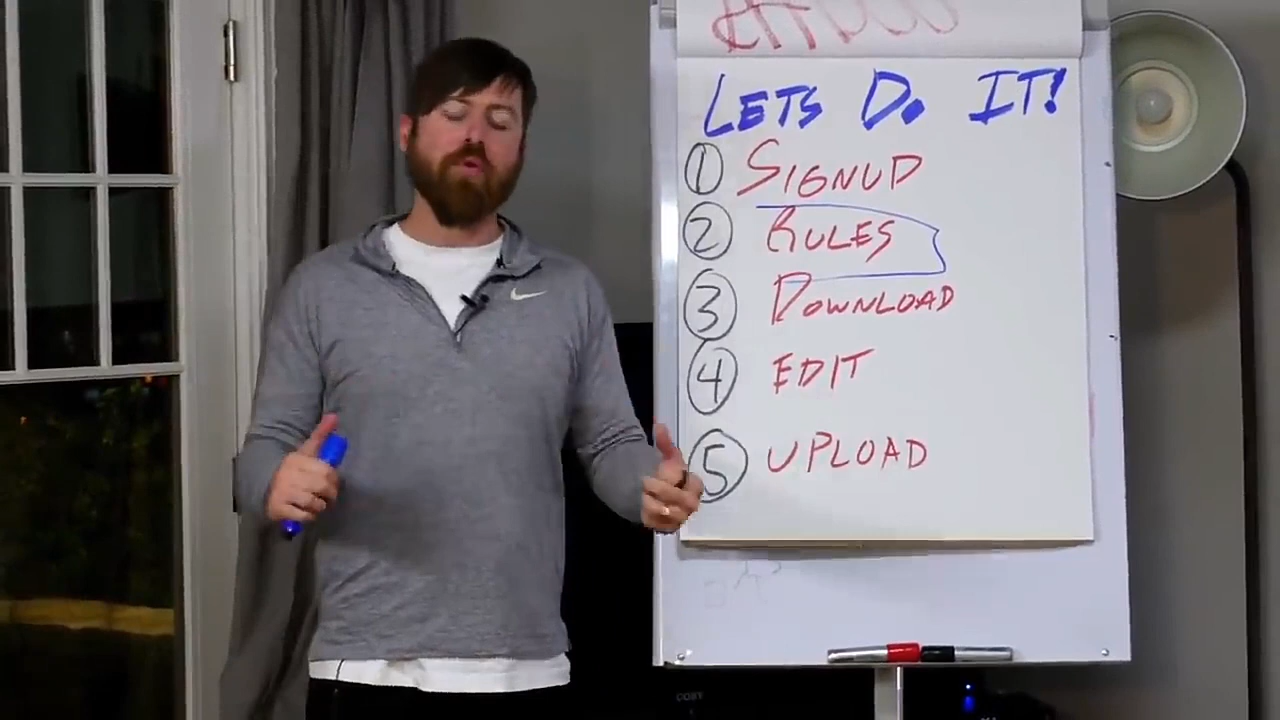 LETS DO IT!
1 SIGNUP
2 RULES
3 DOWNLOAD
4 EDIT
5 UPLOAD